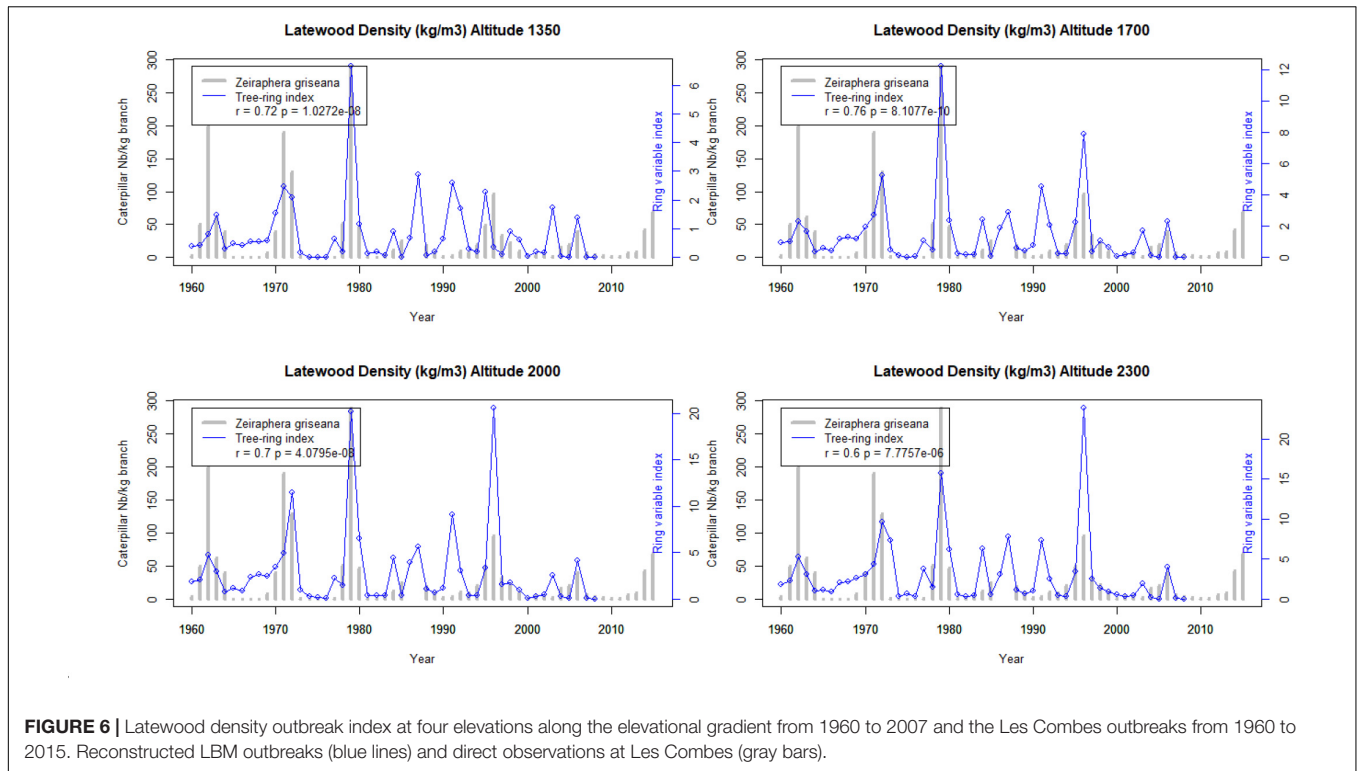 Latewood Density (kg/m3) Altitude 1350
Caterpillar Nb/kg branch
300
250
200
150
100
50
0
Zeiraphera griseana
Tree-ring index
r = 0.72 p = 1.0272e-08
6
5
4
3
2
1
0
Ring variable index
1960 1970 1980 1990 2000 2010
Year
Latewood Density (kg/m3) Altitude 1700
Caterpillar Nb/kg branch
300
250
200
150
100
50
0
Zeiraphera griseana
Tree-ring index
r = 0.76 p = 8.1077e-10
12
10
8
6
4
2
0
Ring variable index
1960 1970 1980 1990 2000 2010
Year
Latewood Density (kg/m3) Altitude 2000
Caterpillar Nb/kg branch
300
250
200
150
100
50
0
Zeiraphera griseana
Tree-ring index
r = 0.7 p = 4.0795e-08
20
15
10
5
0
Ring variable index
1960 1970 1980 1990 2000 2010
Year
Latewood Density (kg/m3) Altitude 2300
Caterpillar Nb/kg branch
300
250
200
150
100
50
0
Zeiraphera griseana
Tree-ring index
r = 0.6 p = 7.7757e-06
20
15
10
5
0
Ring variable index
1960 1970 1980 1990 2000 2010
Year
FIGURE 6 | Latewood density outbreak index at four elevations along the elevational gradient from 1960 to 2007 and the Les Combes outbreaks from 1960 to
2015. Reconstructed LBM outbreaks (blue lines) and direct observations at Les Combes (gray bars).